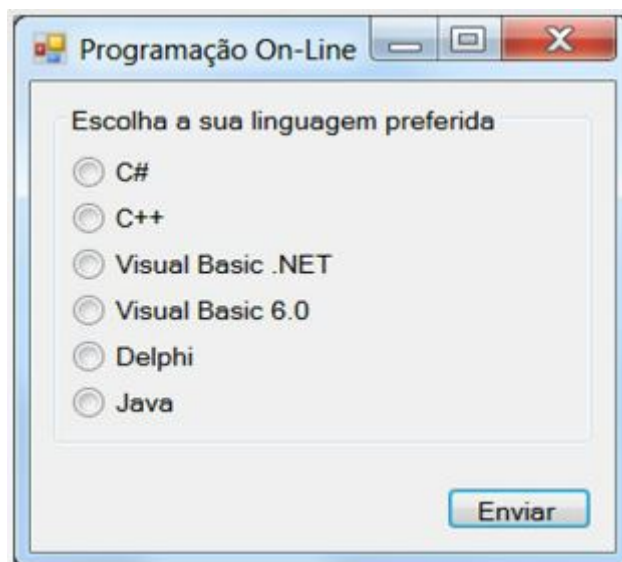 Programação On-Line
Escolha a sua linguagem preferida
C#
C++
Visual Basic .NET
Visual Basic 6.0
Delphi
Java
Enviar